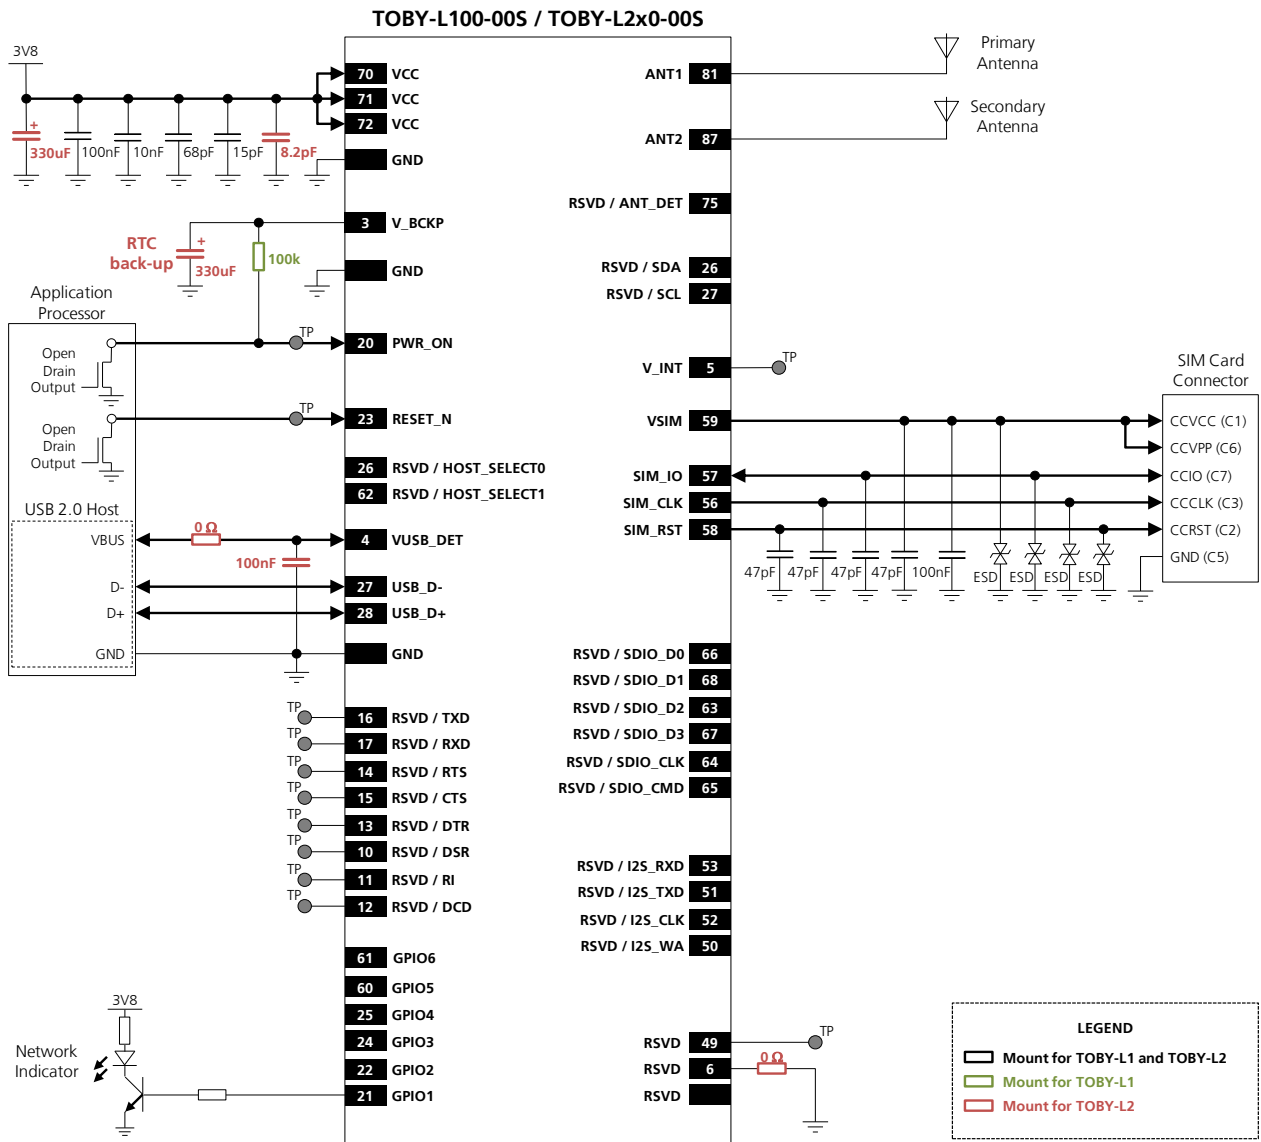 TOBY-L100-00S / TOBY-L2x0-00S
3V8
70 VCC
71 VCC
72 VCC
+
330uF
100nF
10nF
68pF
15pF
8.2pF
GND
3 V_BCKP
RTC
back-up
+
330uF
100k
GND
Application
Processor
Open
Drain
Output
TP
20 PWR_ON
Open
Drain
Output
TP
23 RESET_N
26 RSVD / HOST_SELECT0
62 RSVD / HOST_SELECT1
USB 2.0 Host
VBUS
0 Ω
4 VUSB_DET
100nF
D-
27 USB_D-
D+
28 USB_D+
GND
GND
TP
16 RSVD / TXD
TP
17 RSVD / RXD
TP
14 RSVD / RTS
TP
15 RSVD / CTS
TP
13 RSVD / DTR
TP
10 RSVD / DSR
TP
11 RSVD / RI
TP
12 RSVD / DCD
61 GPIO6
60 GPIO5
25 GPIO4
24 GPIO3
22 GPIO2
21 GPIO1
3V8
Network
Indicator
ANT1 81
Primary
Antenna
ANT2 87
Secondary
Antenna
RSVD / ANT_DET 75
RSVD / SDA 26
RSVD / SCL 27
V_INT 5
TP
VSIM 59
SIM_IO 57
SIM_CLK 56
SIM_RST 58
47pF
47pF
47pF
47pF
100nF
ESD
ESD
ESD
ESD
SIM Card
Connector
CCVCC (C1)
CCVPP (C6)
CCIO (C7)
CCCLK (C3)
CCRST (C2)
GND (C5)
RSVD / SDIO_D0 66
RSVD / SDIO_D1 68
RSVD / SDIO_D2 63
RSVD / SDIO_D3 67
RSVD / SDIO_CLK 64
RSVD / SDIO_CMD 65
RSVD / I2S_RXD 53
RSVD / I2S_TXD 51
RSVD / I2S_CLK 52
RSVD / I2S_WA 50
RSVD 49
TP
RSVD 6
0 Ω
RSVD
LEGEND
Mount for TOBY-L1 and TOBY-L2
Mount for TOBY-L1
Mount for TOBY-L2